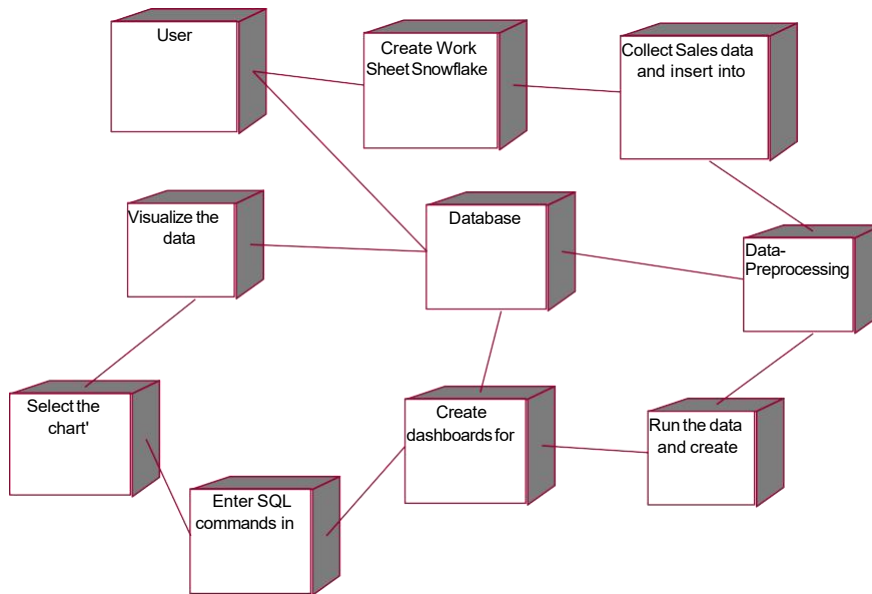 User
Create Work
Sheet Snowflake
Collect Sales data
and insert into
Visualize the
data
Database
Data-
Preprocessing
Select the
chart'
Create
dashboards for
Run the data
and create
Enter SQL
commands in